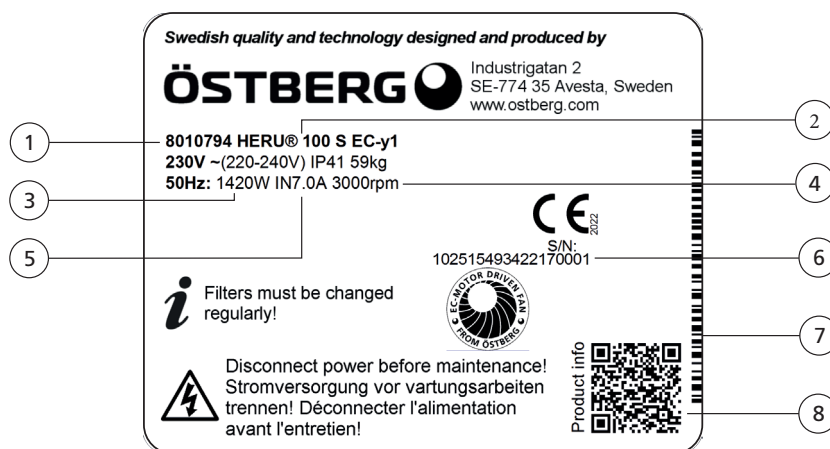 Swedish quality and technology designed and produced by
ÖSTBERG
Industrigatan 2
SE-774 35 Avesta, Sweden
www.ostberg.com
1
8010794 HERU® 100 S EC-y1
2
230V ~(220-240V) IP41 59kg
3
50Hz: 1420W IN7.0A 3000rpm
4
CE
2022
5
S/N:
102515493422170001
6
Filters must be changed
regularly!
EC-MOTOR DRIVEN FAN
FROM ÖSTBERG
7
Disconnect power before maintenance!
Stromversorgung vor vartungsarbeiten
trennen! Déconnecter l'alimentation
avant l'entretien!
Product info
8